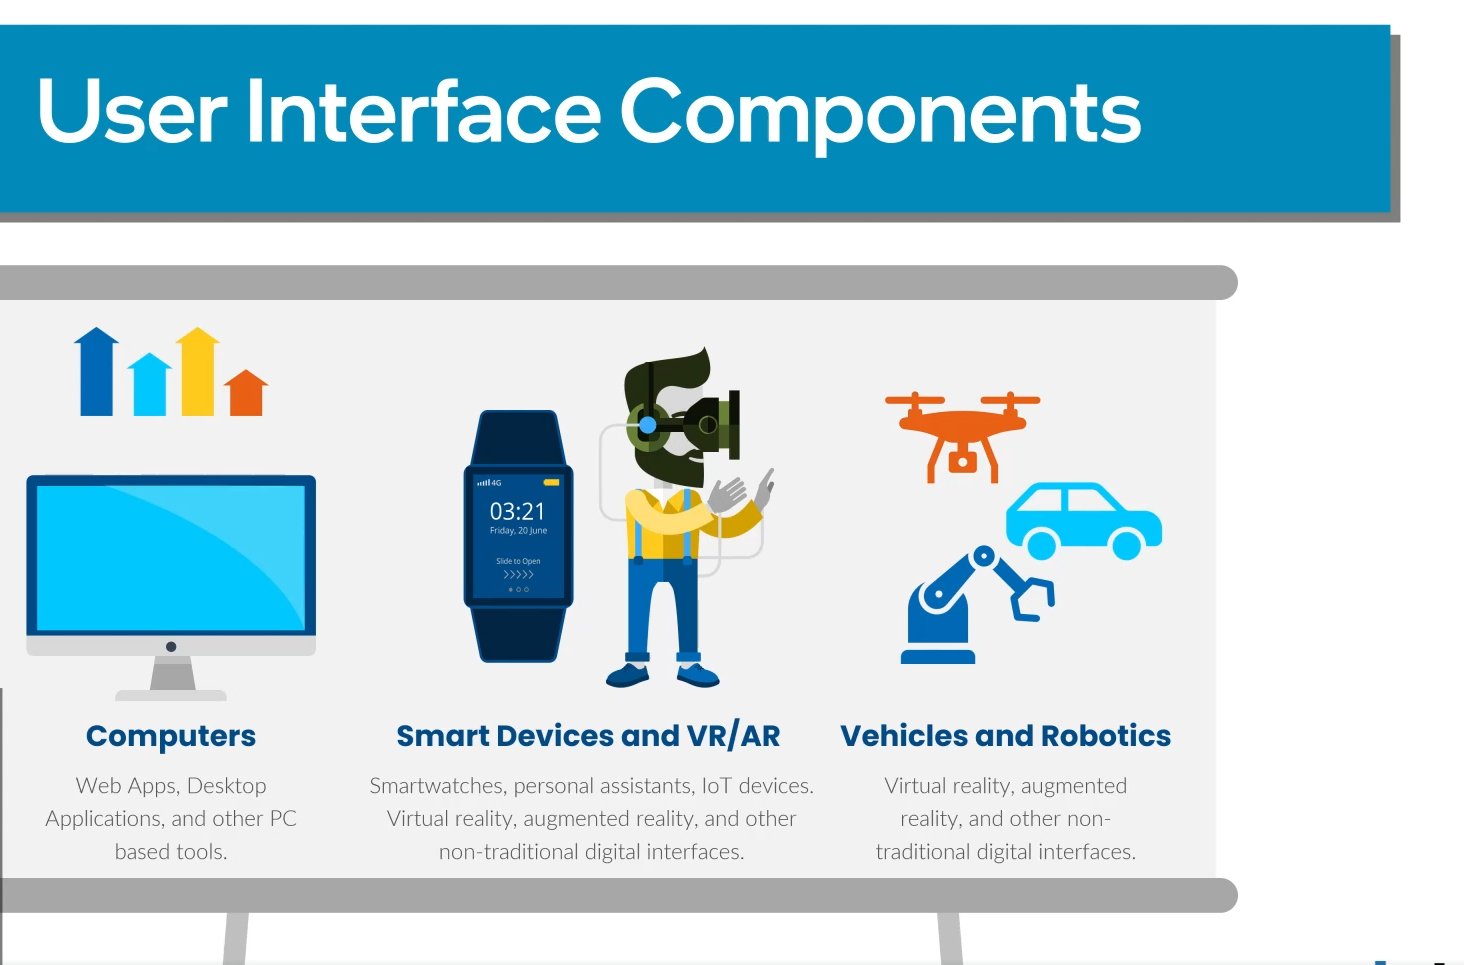 User Interface Components
4G
03:21
Friday, 20 June
Slide to Open
Computers
Web Apps, Desktop
Applications, and other PC
based tools.
Smart Devices and VR/AR
Smartwatches, personal assistants, IoT devices.
Virtual reality, augmented reality, and other
non-traditional digital interfaces.
Vehicles and Robotics
Virtual reality, augmented
reality, and other non-
traditional digital interfaces.